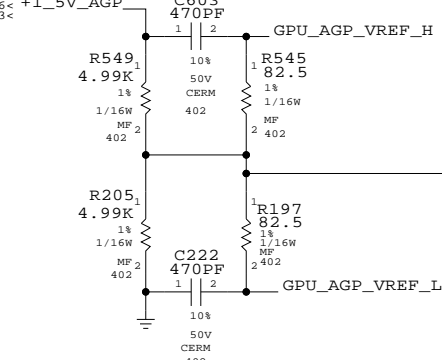 +1_5V_AGP
C603
470PF
1 2
GPU_AGP_VREF_H
10%
50V
CERM
402
R549
4.99K
1%
1/16W
MF
402
1
2
R545
82.5
1%
1/16W
MF
402
1
2
R205
4.99K
1%
1/16W
MF
402
1
2
R197
82.5
1%
1/16W
MF
402
1
2
C222
470PF
1 2
GPU_AGP_VREF_L
10%
50V
CERM